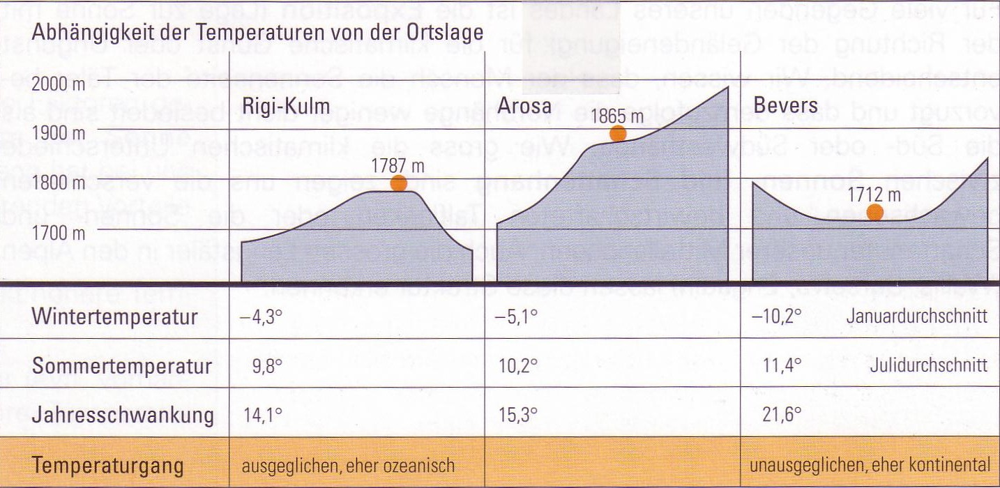 Abhängigkeit der Temperaturen von der Ortslage
2000 m
1900 m
1800 m
1700 m
Rigi-Kulm
1787 m
Arosa
1865 m
Bevers
1712 m
Wintertemperatur –4,3° –5,1° –10,2° Januardurchschnitt
Sommertemperatur 9,8° 10,2° 11,4° Julidurchschnitt
Jahresschwankung 14,1° 15,3° 21,6°
Temperaturgang ausgeglichen, eher ozeanisch unausgeglichen, eher kontinental